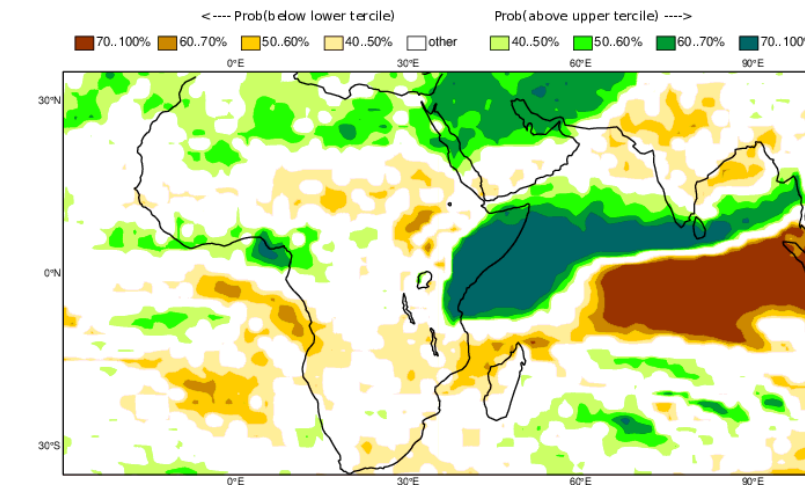 <---- Prob(below lower tercile)    Prob(above upper tercile) ---->
70..100% 60..70% 50..60% 40..50% other 40..50% 50..60% 60..70% 70..100%
0°E 30°E 60°E 90°E
30°N
0°N
30°S
0°E 30°E 60°E 90°E